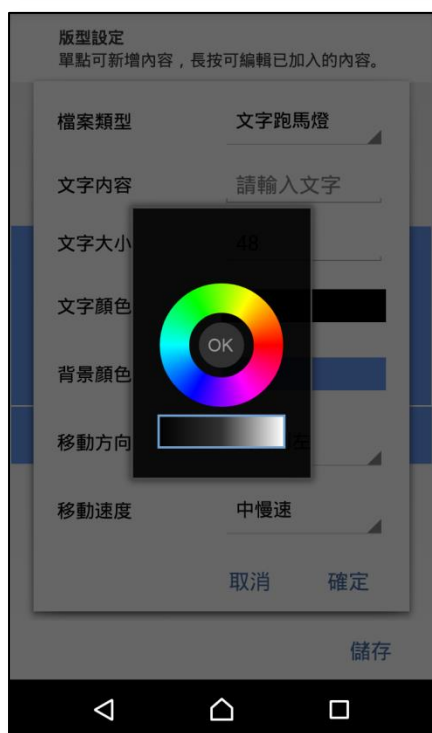 版型設定
單點可新增內容，長按可編輯已加入的內容。
檔案類型 文字跑馬燈
文字內容 請輸入文字
文字大小 48
文字顏色
OK
背景顏色
移動方向 左
移動速度 中慢速
取消 確定
儲存